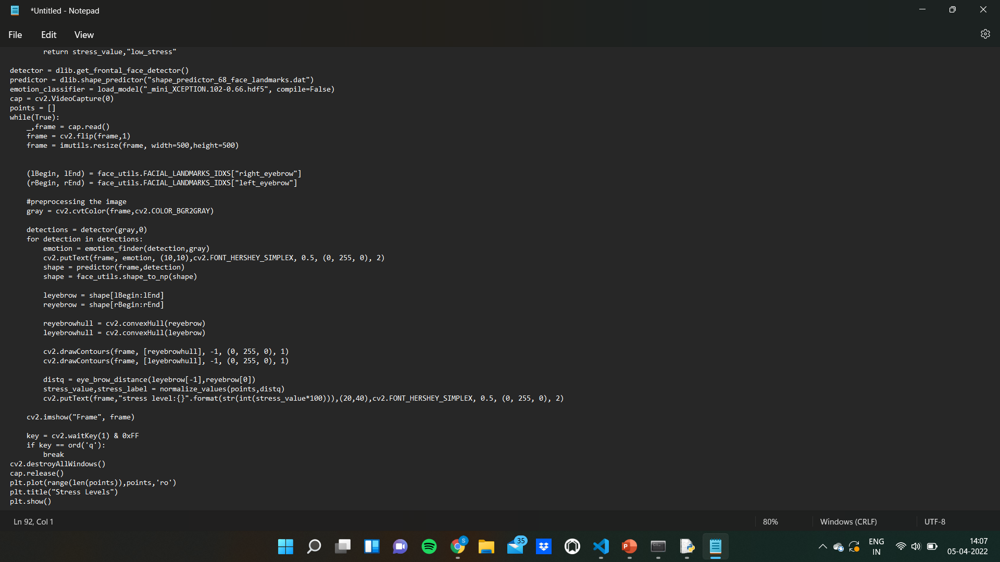 *Untitled - Notepad
File Edit View
        return stress_value,"low_stress"

detector = dlib.get_frontal_face_detector()
predictor = dlib.shape_predictor("shape_predictor_68_face_landmarks.dat")
emotion_classifier = load_model("_mini_XCEPTION.102-0.66.hdf5", compile=False)
cap = cv2.VideoCapture(0)
points = []
while(True):
    _,frame = cap.read()
    frame = cv2.flip(frame,1)
    frame = imutils.resize(frame, width=500,height=500)


    (lBegin, lEnd) = face_utils.FACIAL_LANDMARKS_IDXS["right_eyebrow"]
    (rBegin, rEnd) = face_utils.FACIAL_LANDMARKS_IDXS["left_eyebrow"]

    #preprocessing the image
    gray = cv2.cvtColor(frame,cv2.COLOR_BGR2GRAY)

    detections = detector(gray,0)
    for detection in detections:
        emotion = emotion_finder(detection,gray)
        cv2.putText(frame, emotion, (10,10),cv2.FONT_HERSHEY_SIMPLEX, 0.5, (0, 255, 0), 2)
        shape = predictor(frame,detection)
        shape = face_utils.shape_to_np(shape)

        leyebrow = shape[lBegin:lEnd]
        reyebrow = shape[rBegin:rEnd]

        reyebrowhull = cv2.convexHull(reyebrow)
        leyebrowhull = cv2.convexHull(leyebrow)

        cv2.drawContours(frame, [reyebrowhull], -1, (0, 255, 0), 1)
        cv2.drawContours(frame, [leyebrowhull], -1, (0, 255, 0), 1)

        distq = eye_brow_distance(leyebrow[-1],reyebrow[0])
        stress_value,stress_label = normalize_values(points,distq)
        cv2.putText(frame,"stress level:{}".format(str(int(stress_value*100))),(20,40),cv2.FONT_HERSHEY_SIMPLEX, 0.5, (0, 255, 0), 2)

    cv2.imshow("Frame", frame)

    key = cv2.waitKey(1) & 0xFF
    if key == ord('q'):
        break
cv2.destroyAllWindows()
cap.release()
plt.plot(range(len(points)),points,'ro')
plt.title("Stress Levels")
plt.show()
Ln 92, Col 1 80% Windows (CRLF) UTF-8
S
35
P
ENG
IN
14:07
05-04-2022